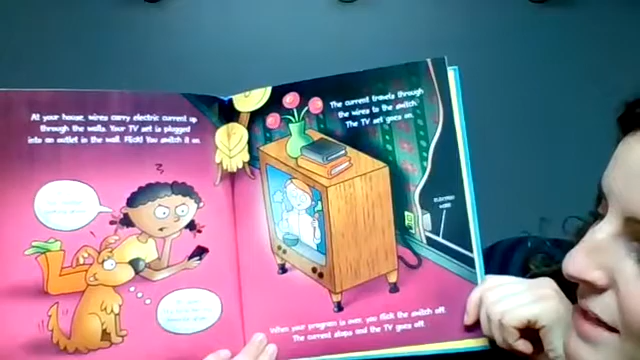 At your house, wires carry electric current up
through the walls. Your TV set is plugged
into an outlet in the wall. Flick! You switch it on.
The current travels through
the wires to the switch.
The TV set goes on.
ELECTRIC
WIRE
When your program is over, you flick the switch off.
The current stops and the TV goes off.